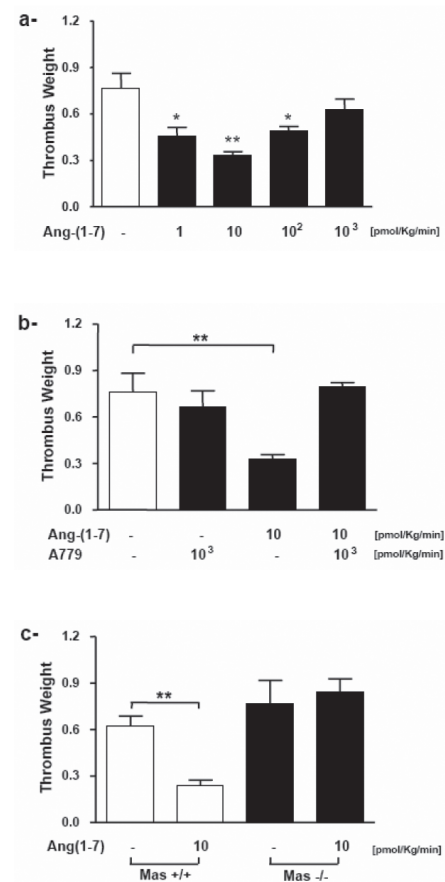 a-
1.2
0.9
0.6
0.3
0.0
Thrombus Weight
* ** *
Ang-(1-7) - 1 10 10² 10³ [pmol/Kg/min]
b-
1.2
0.9
0.6
0.3
0.0
Thrombus Weight
**
Ang-(1-7) - - 10 10 [pmol/Kg/min]
A779 - 10³ - 10³ [pmol/Kg/min]
c-
1.2
0.9
0.6
0.3
0.0
Thrombus Weight
**
Ang(1-7) - 10 - 10 [pmol/Kg/min]
Mas +/+ Mas -/-